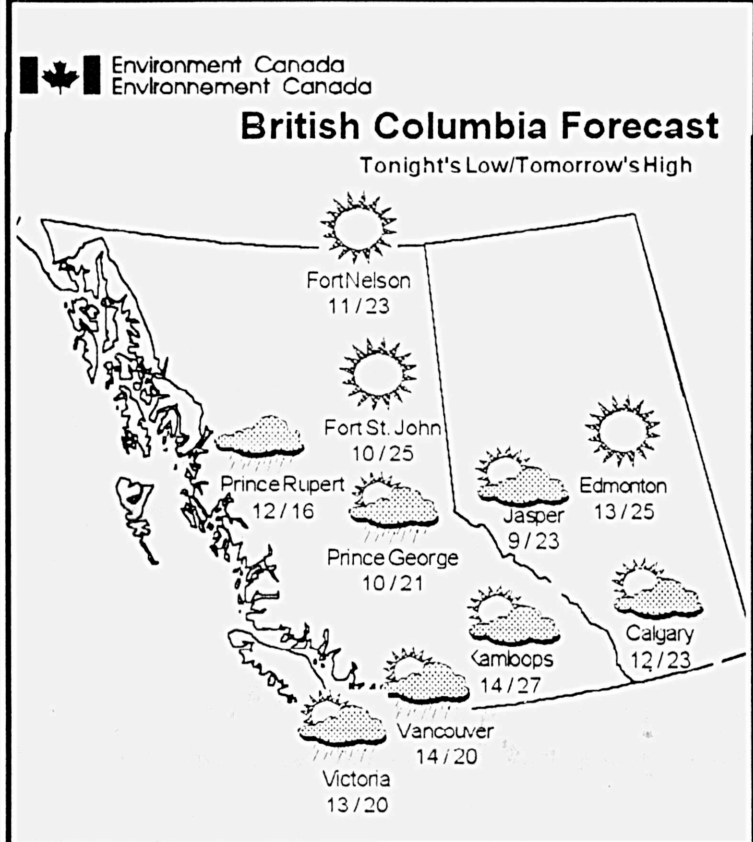 Environment Canada
Environnement Canada
British Columbia Forecast
Tonight's Low/Tomorrow's High
Fort Nelson
11/23
Fort St. John
10/25
Prince Rupert
12/16
Prince George
10/21
Jasper
9/23
Edmonton
13/25
Kamloops
14/27
Calgary
12/23
Vancouver
14/20
Victoria
13/20